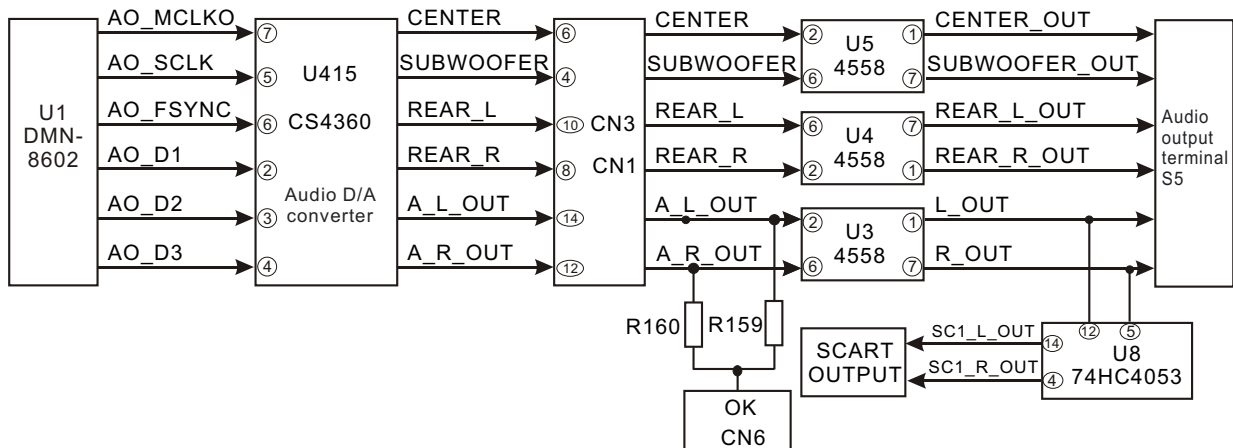 AO_MCLKO
AO_SCLK
AO_FSYNC
AO_D1
AO_D2
AO_D3
U1
DMN-
8602
7
5
6
2
3
4
U415
CS4360
Audio D/A
converter
CENTER
SUBWOOFER
REAR_L
REAR_R
A_L_OUT
A_R_OUT
6
4
10
8
14
12
CN3
CN1
CENTER
SUBWOOFER
REAR_L
REAR_R
A_L_OUT
A_R_OUT
2
6
U5
4558
1
7
6
2
U4
4558
7
1
2
6
U3
4558
1
7
CENTER_OUT
SUBWOOFER_OUT
REAR_L_OUT
REAR_R_OUT
L_OUT
R_OUT
Audio
output
terminal
S5
R160
R159
OK
CN6
SCART
OUTPUT
SC1_L_OUT
SC1_R_OUT
12
5
14
4
U8
74HC4053